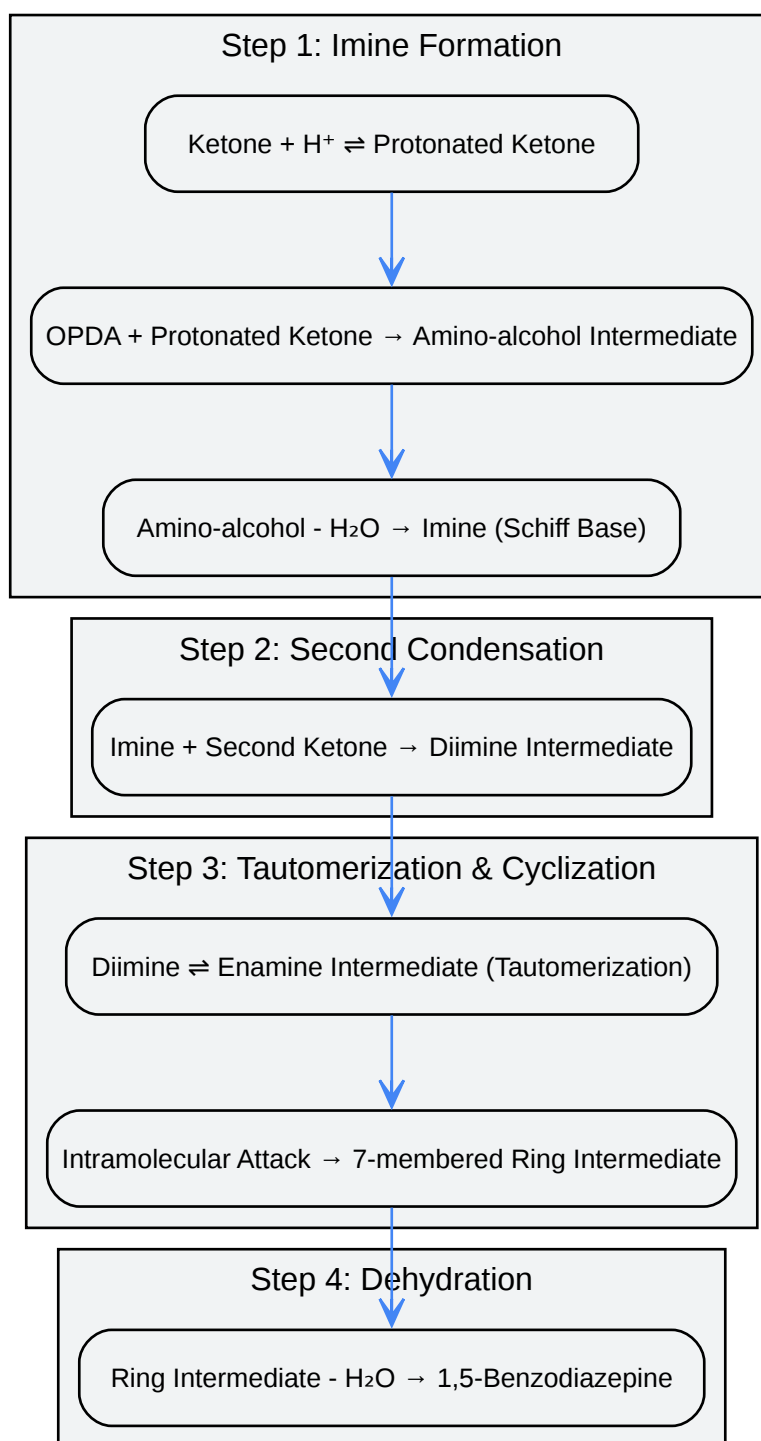 Step 1: Imine Formation
Ketone + H⁺ ⇌ Protonated Ketone
OPDA + Protonated Ketone → Amino-alcohol Intermediate
Amino-alcohol - H₂O → Imine (Schiff Base)
Step 2: Second Condensation
Imine + Second Ketone → Diimine Intermediate
Step 3: Tautomerization & Cyclization
Diimine ⇌ Enamine Intermediate (Tautomerization)
Intramolecular Attack → 7-membered Ring Intermediate
Step 4: Dehydration
Ring Intermediate - H₂O → 1,5-Benzodiazepine